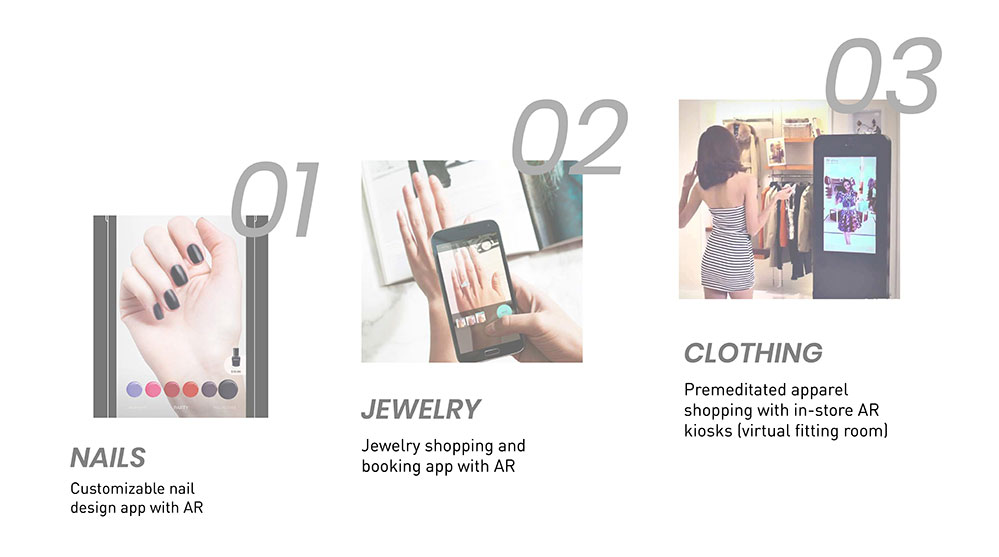 01
NAILS
Customizable nail
design app with AR
02
JEWELRY
Jewelry shopping and
booking app with AR
03
CLOTHING
Premeditated apparel
shopping with in-store AR
kiosks (virtual fitting room)